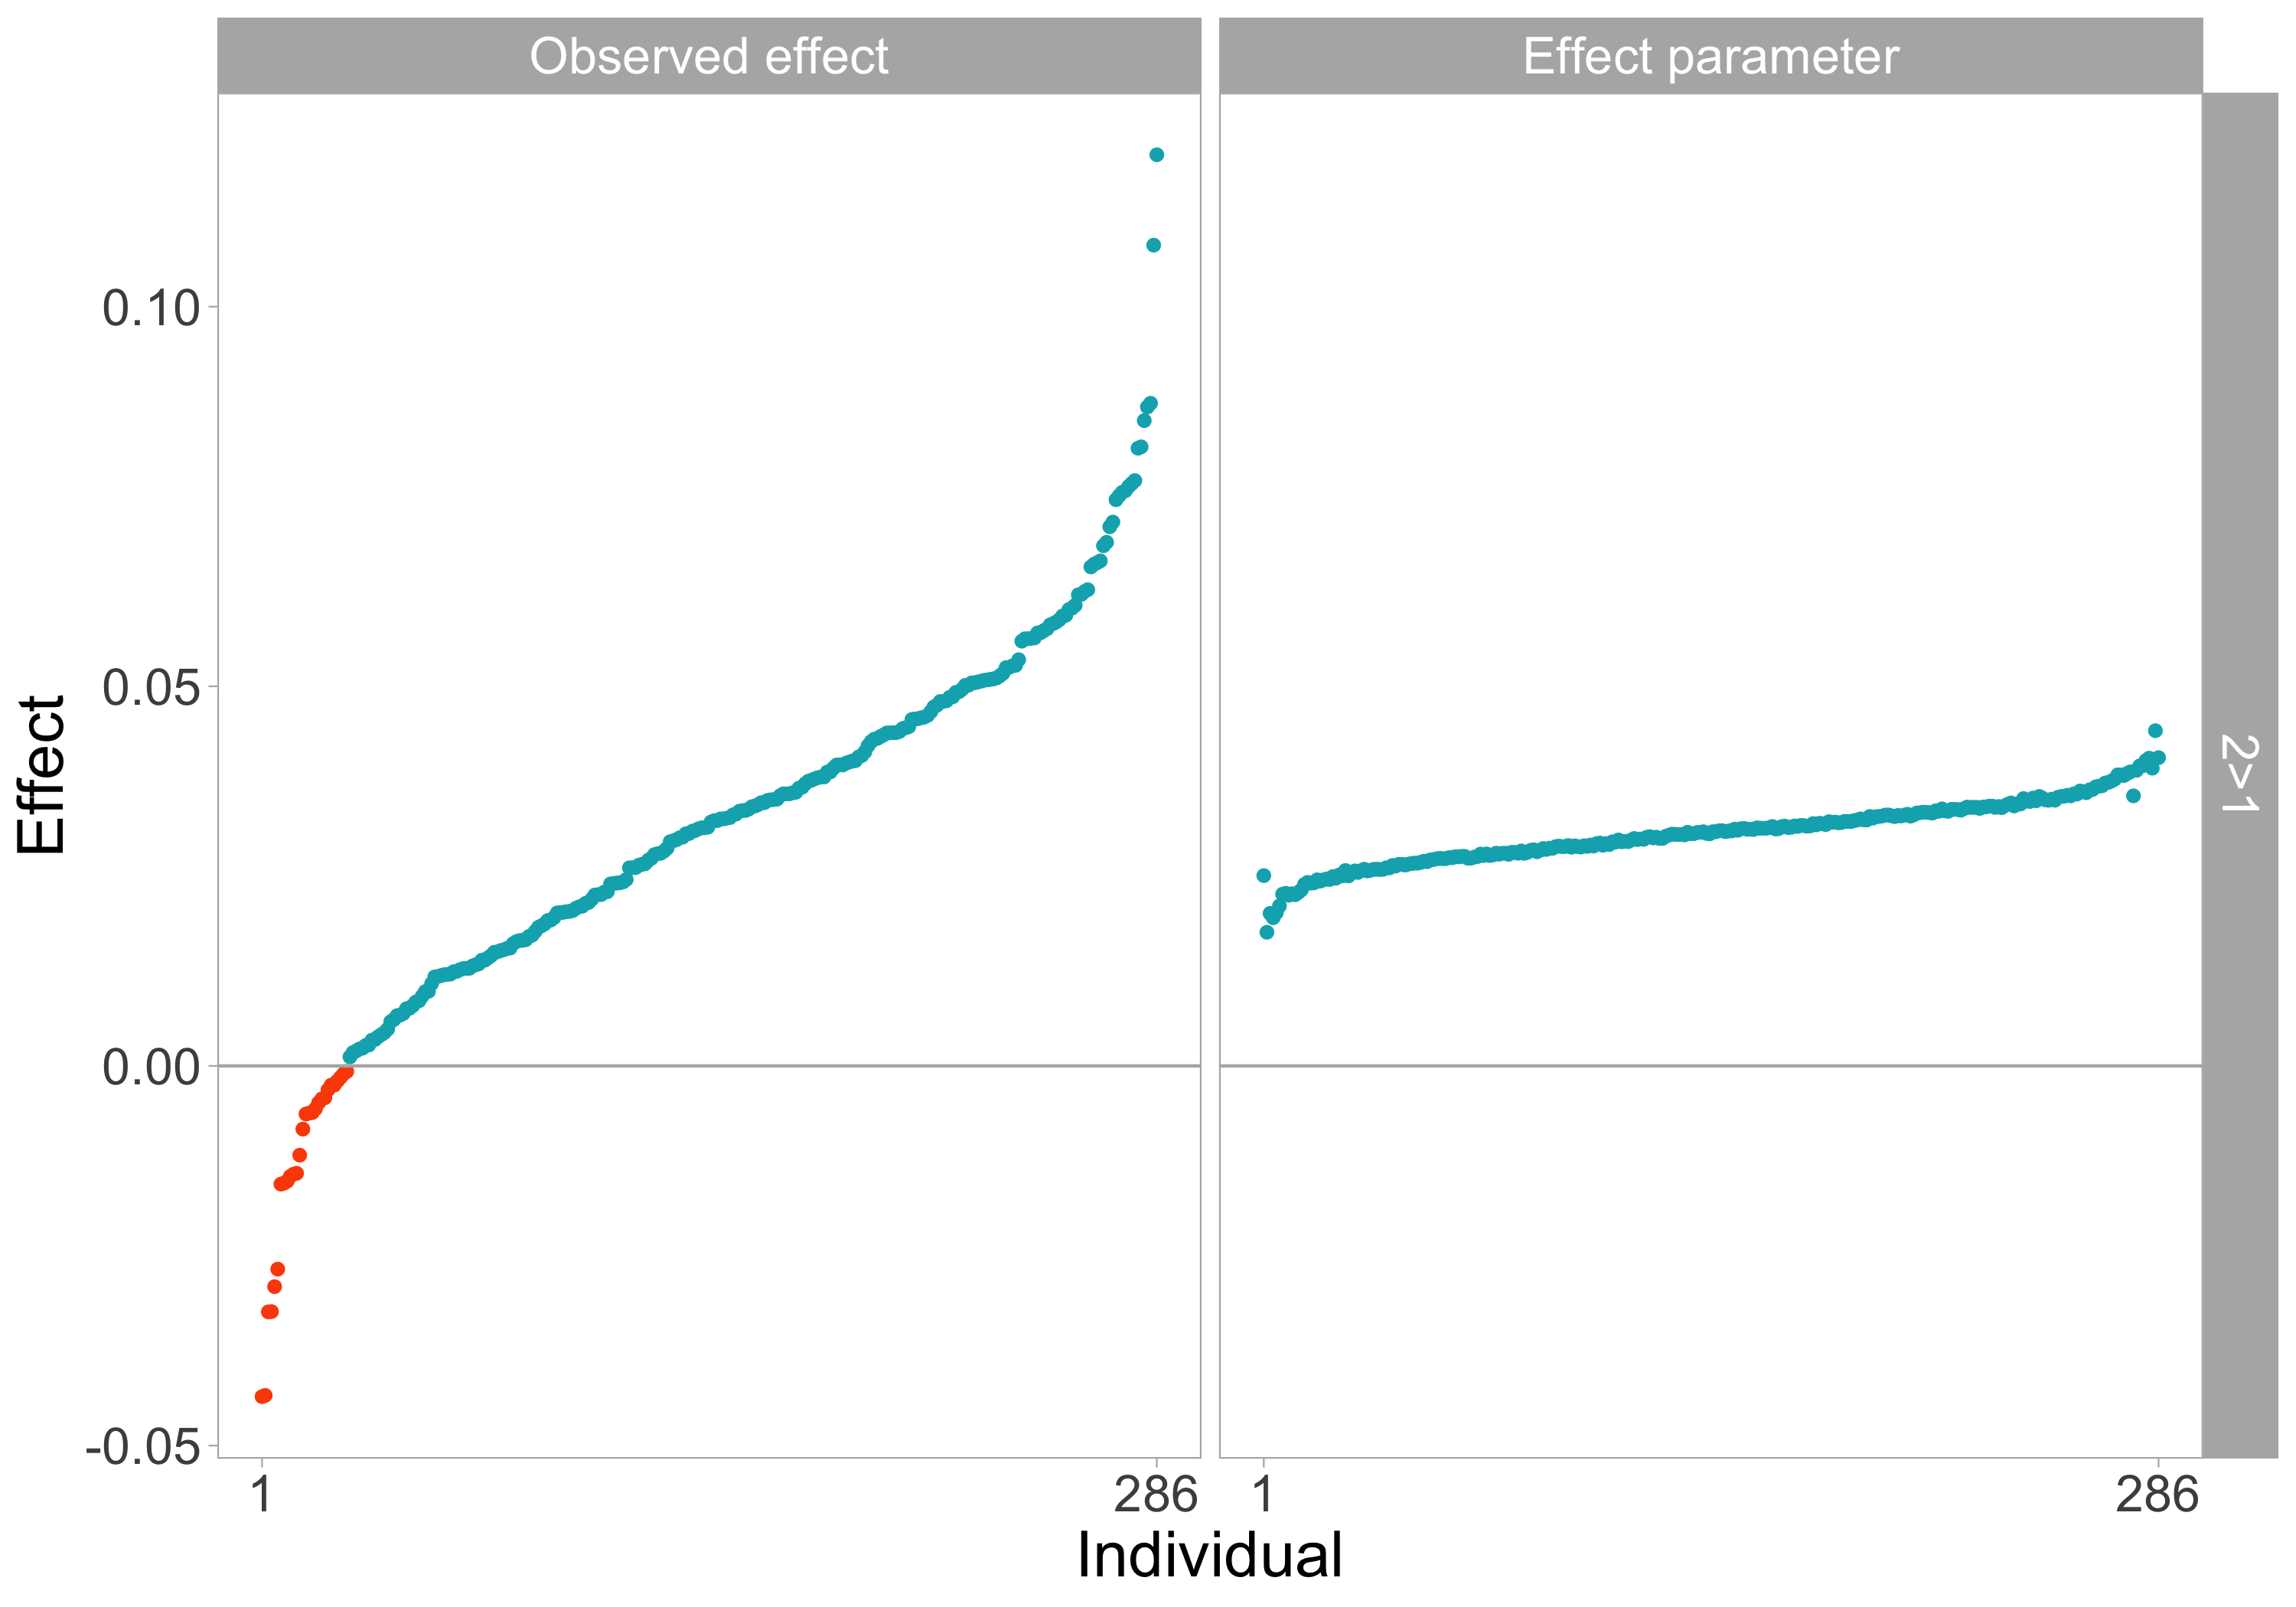 Observed effect
Effect parameter
Effect
0.10
0.05
0.00
-0.05
2>1
1
286
1
286
Individual